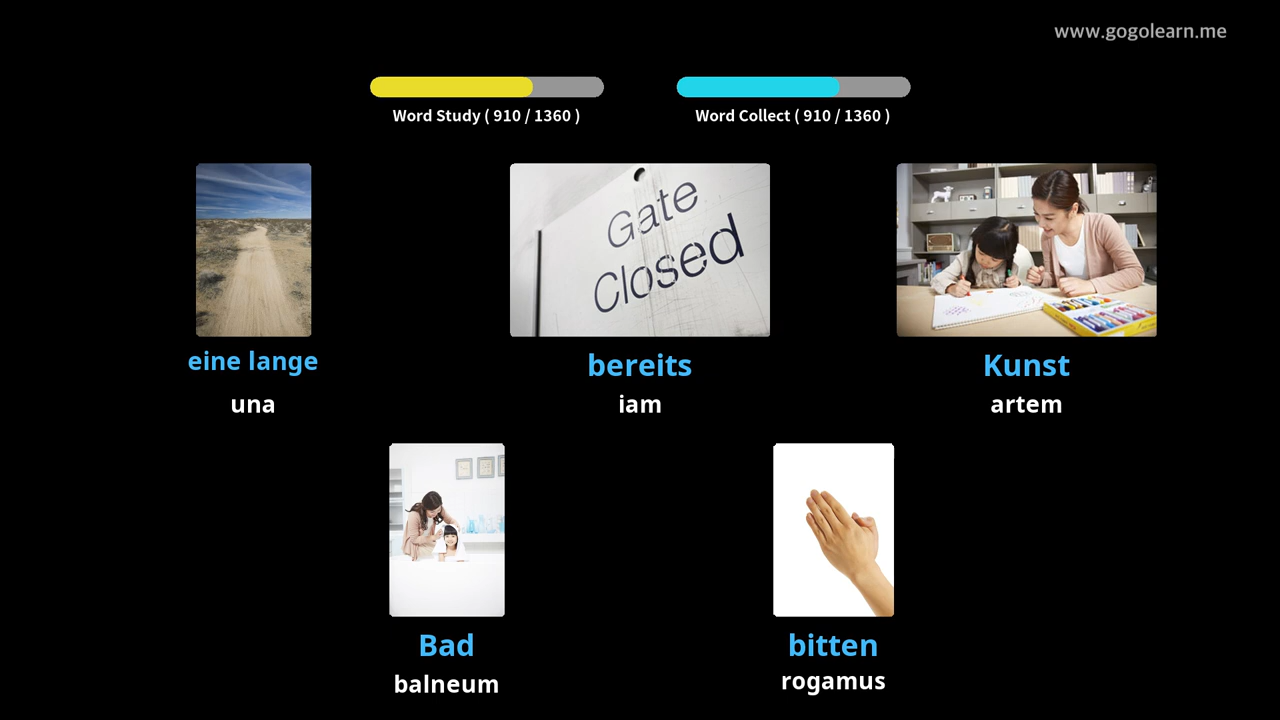 www.gogolearn.me
Word Study ( 910 / 1360 )
Word Collect ( 910 / 1360 )
Gate
Closed
eine lange
una
bereits
iam
Kunst
artem
Bad
balneum
bitten
rogamus